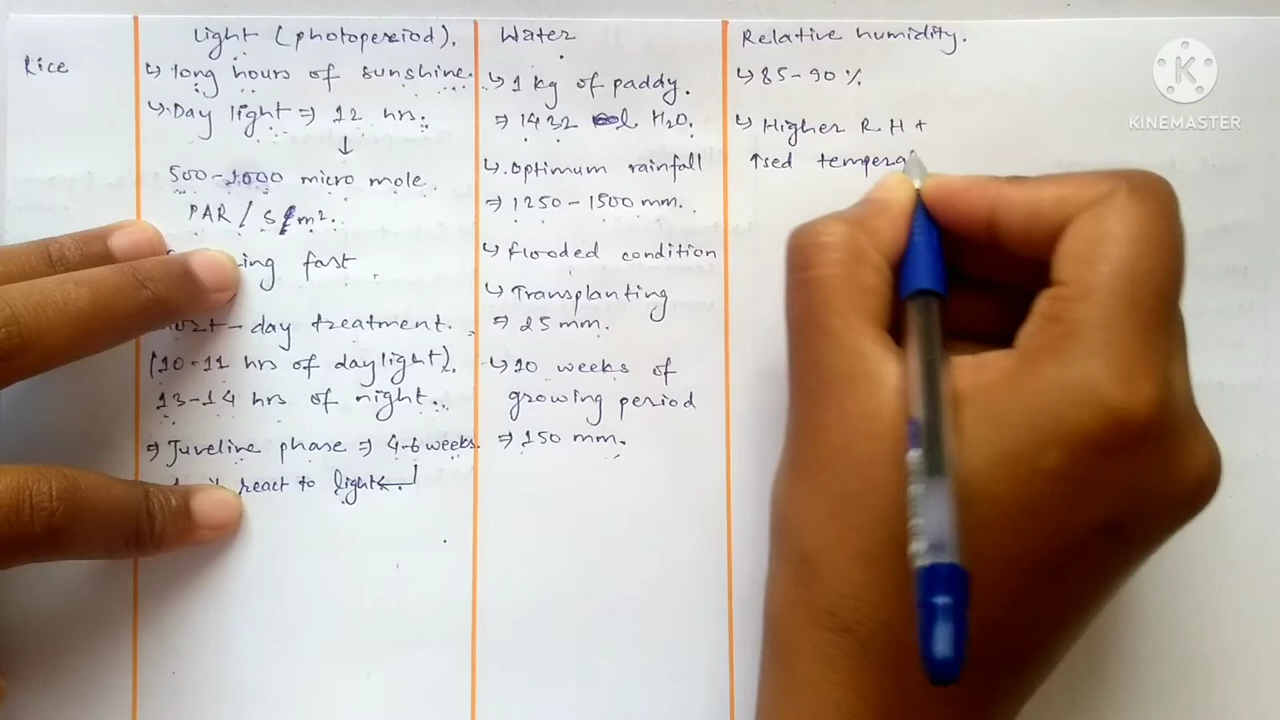 Rice
Light (photoperiod).
↳ long hours of sunshine.
↳ Day light ⇒ 12 hrs.
↓
500-1000 micro mole.
PAR / s/m².
ing fast
- day treatment.
(10-11 hrs of daylight).
13-14 hrs of night.
⇒ Juveline phase ⇒ 4-6 weeks.
react to light
Water
↳ 1 kg of paddy.
⇒ 1432 l H₂O.
↳ Optimum rainfall
⇒ 1250 - 1500 mm.
↳ flooded condition
↳ Transplanting
⇒ 25 mm.
↳ 10 weeks of
growing period
⇒ 150 mm.
Relative humidity.
↳ 85-90 %
↳ Higher R.H +
↑sed tempera
KINEMASTER